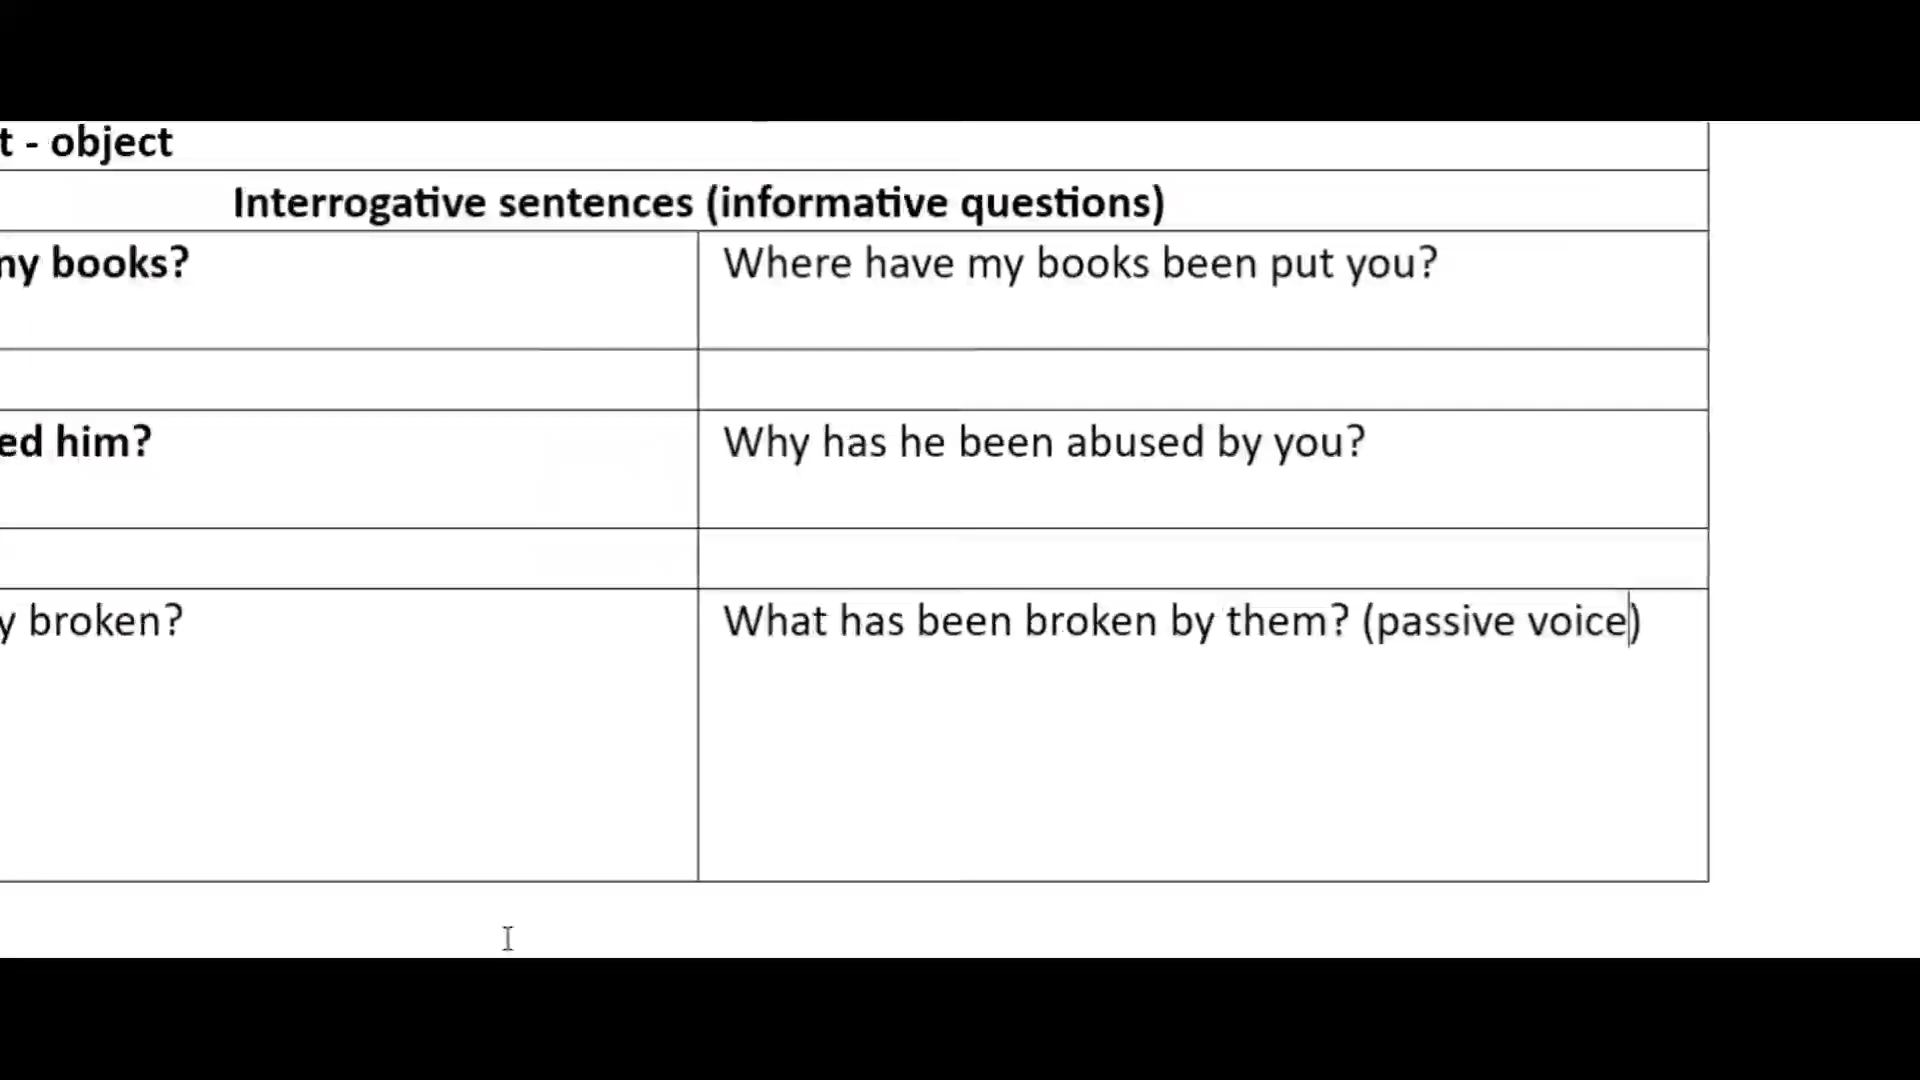 t - object
Interrogative sentences (informative questions)
my books?
Where have my books been put you?
ed him?
Why has he been abused by you?
y broken?
What has been broken by them? (passive voice)